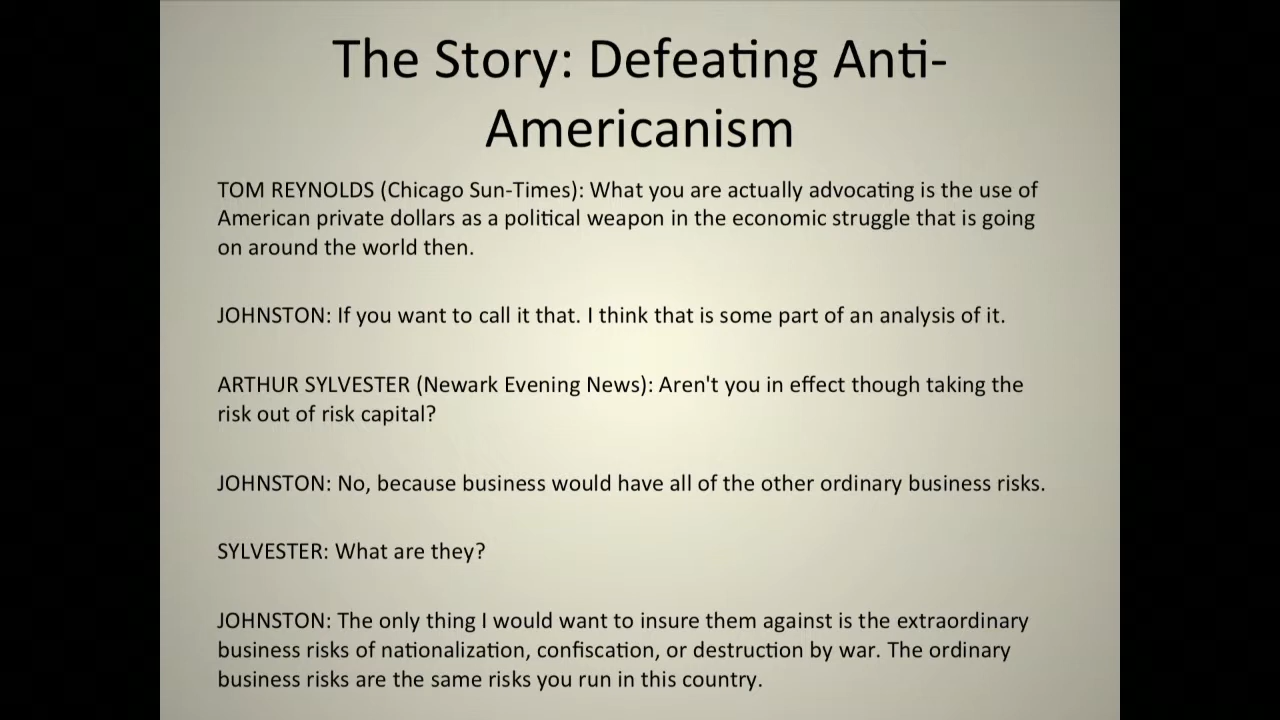 The Story: Defeating Anti-
Americanism
TOM REYNOLDS (Chicago Sun-Times): What you are actually advocating is the use of
American private dollars as a political weapon in the economic struggle that is going
on around the world then.
JOHNSTON: If you want to call it that. I think that is some part of an analysis of it.
ARTHUR SYLVESTER (Newark Evening News): Aren't you in effect though taking the
risk out of risk capital?
JOHNSTON: No, because business would have all of the other ordinary business risks.
SYLVESTER: What are they?
JOHNSTON: The only thing I would want to insure them against is the extraordinary
business risks of nationalization, confiscation, or destruction by war. The ordinary
business risks are the same risks you run in this country.